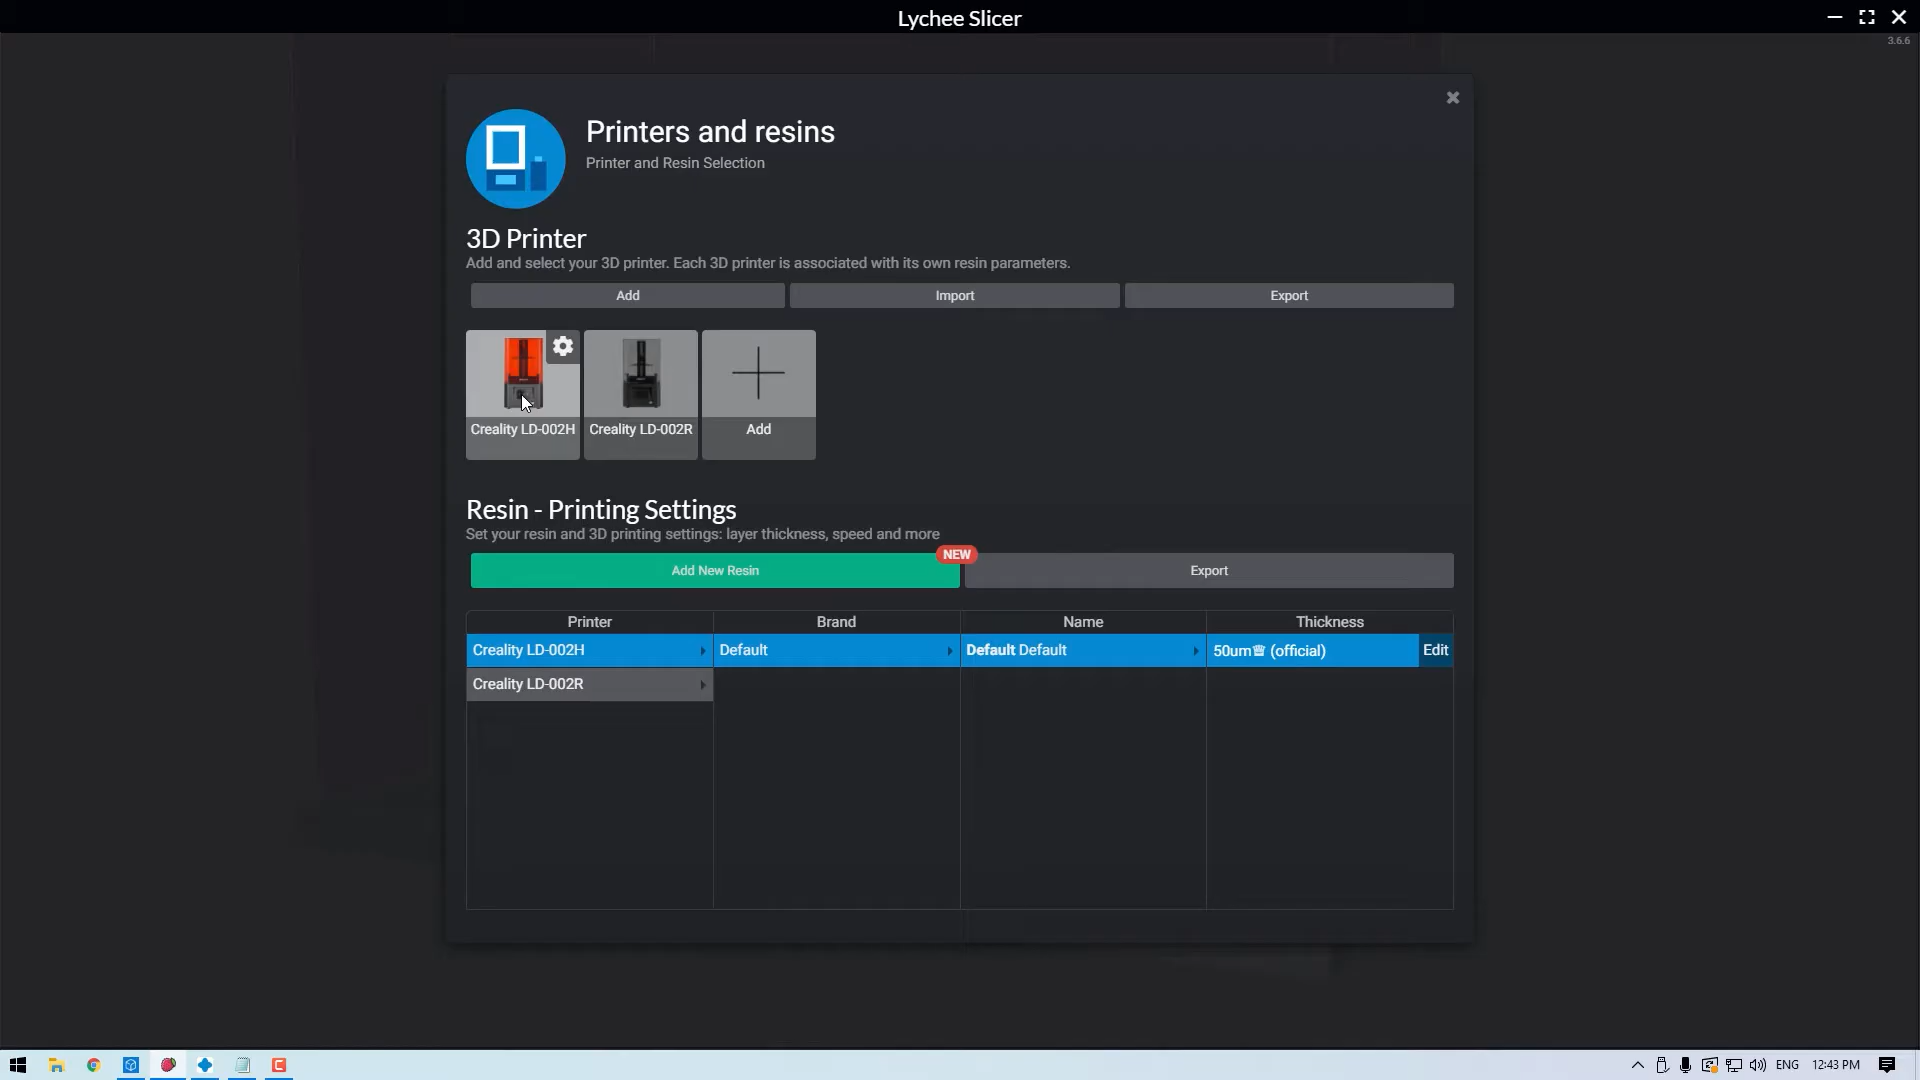 Lychee Slicer
3.6.6
Printers and resins
Printer and Resin Selection
3D Printer
Add and select your 3D printer. Each 3D printer is associated with its own resin parameters.
Add Import Export
Creality LD-002H Creality LD-002R Add
Resin - Printing Settings
Set your resin and 3D printing settings: layer thickness, speed and more
NEW
Add New Resin Export
Printer Brand Name Thickness
Creality LD-002H Default Default Default 50um♕ (official) Edit
Creality LD-002R
ENG 12:43 PM